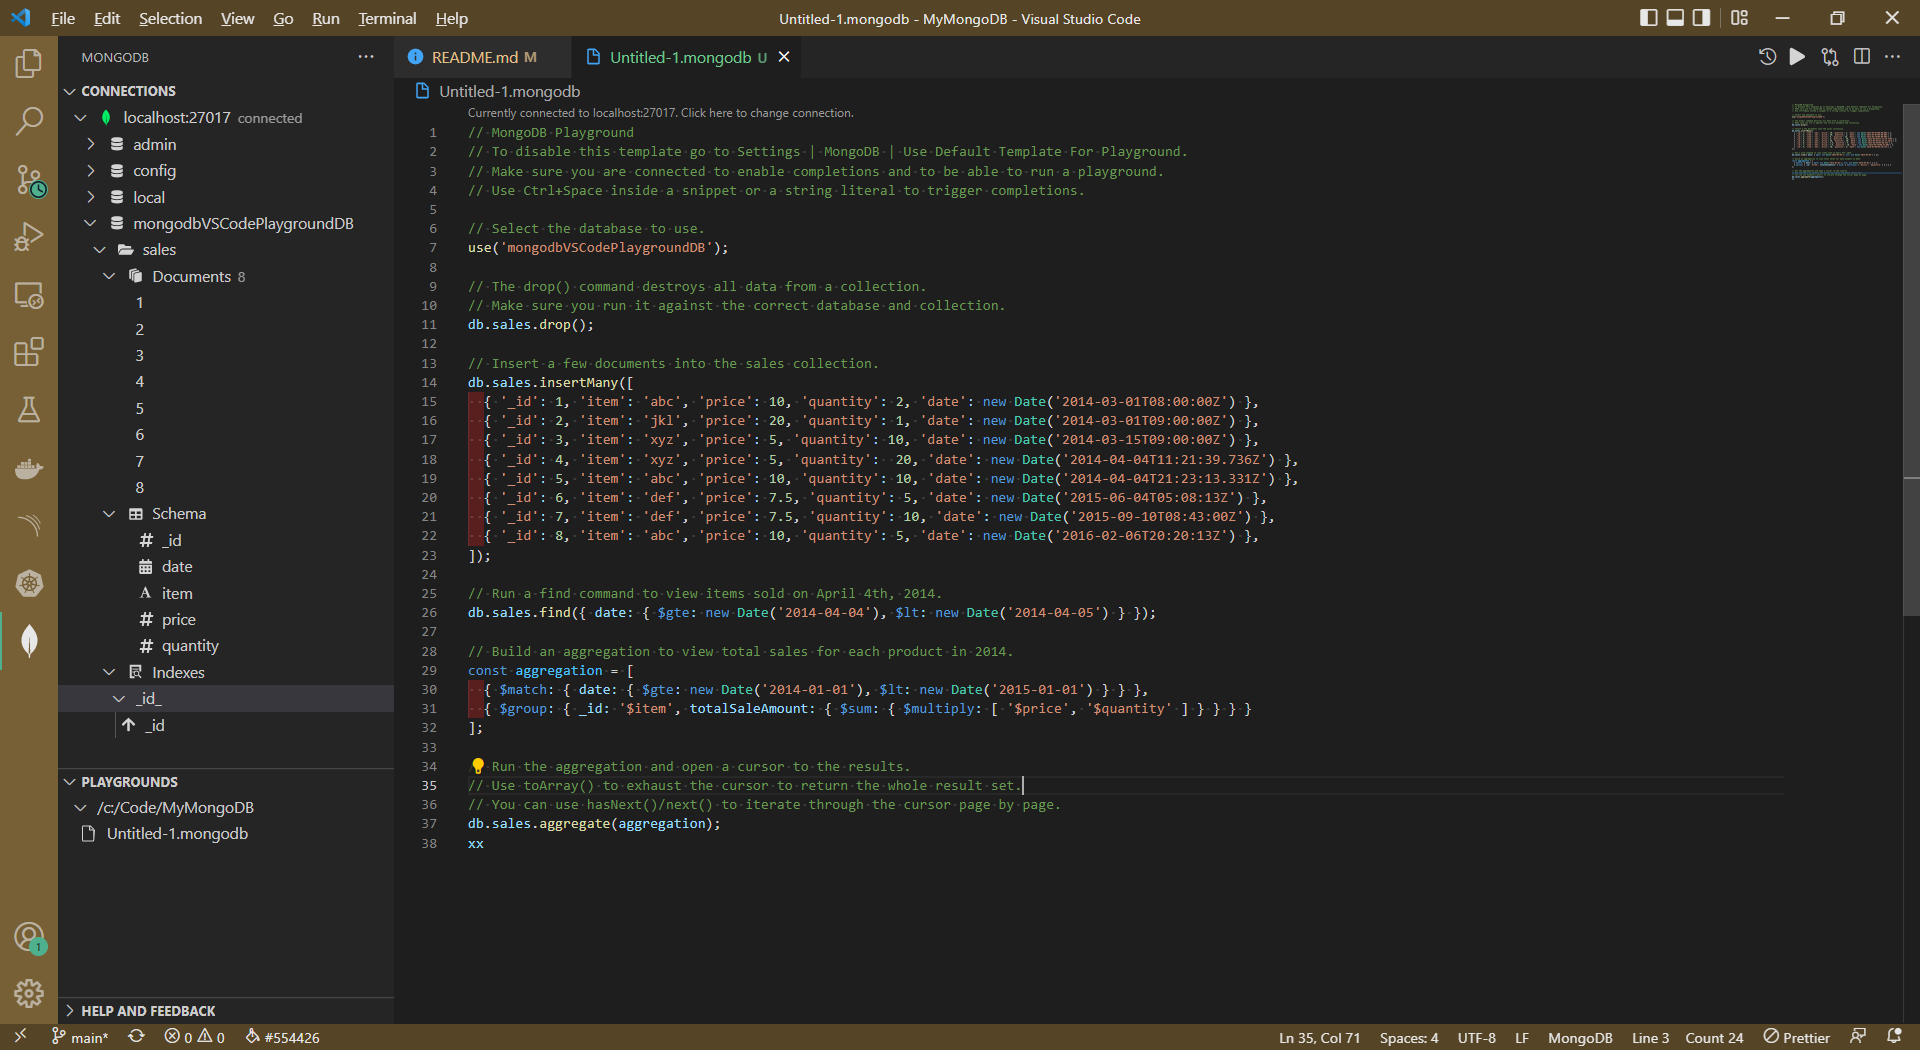 File Edit Selection View Go Run Terminal Help
Untitled-1.mongodb - MyMongoDB - Visual Studio Code
MONGODB
CONNECTIONS
localhost:27017 connected
admin
config
local
mongodbVSCodePlaygroundDB
sales
Documents 8
1
2
3
4
5
6
7
8
Schema
_id
date
item
price
quantity
Indexes
_id_
_id
PLAYGROUNDS
/c:/Code/MyMongoDB
Untitled-1.mongodb
HELP AND FEEDBACK
1
README.md M
Untitled-1.mongodb U
Untitled-1.mongodb
Currently connected to localhost:27017. Click here to change connection.
1 // MongoDB Playground
2 // To disable this template go to Settings | MongoDB | Use Default Template For Playground.
3 // Make sure you are connected to enable completions and to be able to run a playground.
4 // Use Ctrl+Space inside a snippet or a string literal to trigger completions.
5
6 // Select the database to use.
7 use('mongodbVSCodePlaygroundDB');
8
9 // The drop() command destroys all data from a collection.
10 // Make sure you run it against the correct database and collection.
11 db.sales.drop();
12
13 // Insert a few documents into the sales collection.
14 db.sales.insertMany([
15 { '_id': 1, 'item': 'abc', 'price': 10, 'quantity': 2, 'date': new Date('2014-03-01T08:00:00Z') },
16 { '_id': 2, 'item': 'jkl', 'price': 20, 'quantity': 1, 'date': new Date('2014-03-01T09:00:00Z') },
17 { '_id': 3, 'item': 'xyz', 'price': 5, 'quantity': 10, 'date': new Date('2014-03-15T09:00:00Z') },
18 { '_id': 4, 'item': 'xyz', 'price': 5, 'quantity':  20, 'date': new Date('2014-04-04T11:21:39.736Z') },
19 { '_id': 5, 'item': 'abc', 'price': 10, 'quantity': 10, 'date': new Date('2014-04-04T21:23:13.331Z') },
20 { '_id': 6, 'item': 'def', 'price': 7.5, 'quantity': 5, 'date': new Date('2015-06-04T05:08:13Z') },
21 { '_id': 7, 'item': 'def', 'price': 7.5, 'quantity': 10, 'date': new Date('2015-09-10T08:43:00Z') },
22 { '_id': 8, 'item': 'abc', 'price': 10, 'quantity': 5, 'date': new Date('2016-02-06T20:20:13Z') },
23 ]);
24
25 // Run a find command to view items sold on April 4th, 2014.
26 db.sales.find({ date: { $gte: new Date('2014-04-04'), $lt: new Date('2014-04-05') } });
27
28 // Build an aggregation to view total sales for each product in 2014.
29 const aggregation = [
30 { $match: { date: { $gte: new Date('2014-01-01'), $lt: new Date('2015-01-01') } } },
31 { $group: { _id: '$item', totalSaleAmount: { $sum: { $multiply: [ '$price', '$quantity' ] } } } }
32 ];
33
34 Run the aggregation and open a cursor to the results.
35 // Use toArray() to exhaust the cursor to return the whole result set.
36 // You can use hasNext()/next() to iterate through the cursor page by page.
37 db.sales.aggregate(aggregation);
38 xx
main* 0 0 #554426 Ln 35, Col 71 Spaces: 4 UTF-8 LF MongoDB Line 3 Count 24 Prettier